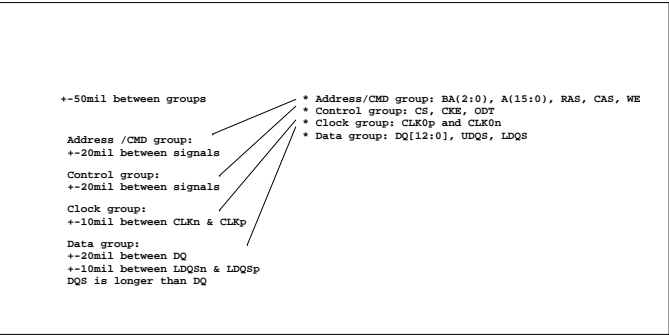 +-50mil between groups
* Address/CMD group: BA(2:0), A(15:0), RAS, CAS, WE
* Control group: CS, CKE, ODT
* Clock group: CLK0p and CLK0n
* Data group: DQ[12:0], UDQS, LDQS
Address /CMD group:
+-20mil between signals
Control group:
+-20mil between signals
Clock group:
+-10mil between CLKn & CLKp
Data group:
+-20mil between DQ
+-10mil between LDQSn & LDQSp
DQS is longer than DQ